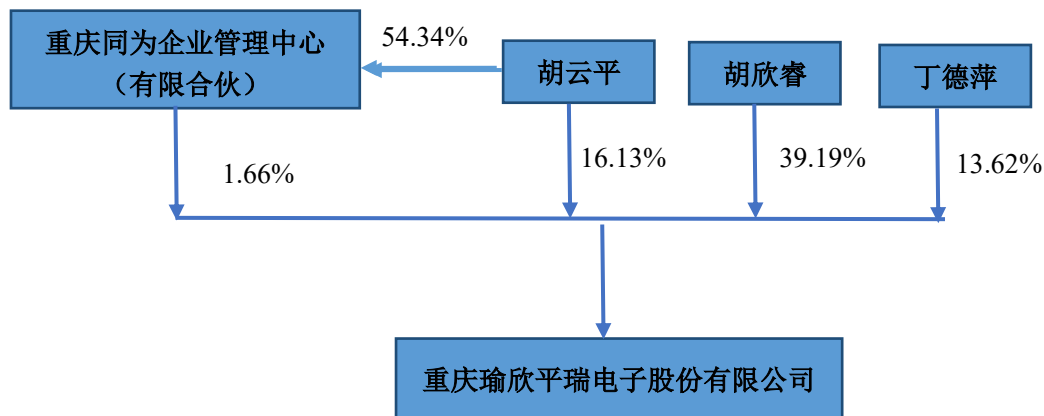 重庆同为企业管理中心
（有限合伙）
54.34%
胡云平
胡欣睿
丁德萍
1.66%
16.13%
39.19%
13.62%
重庆瑜欣平瑞电子股份有限公司